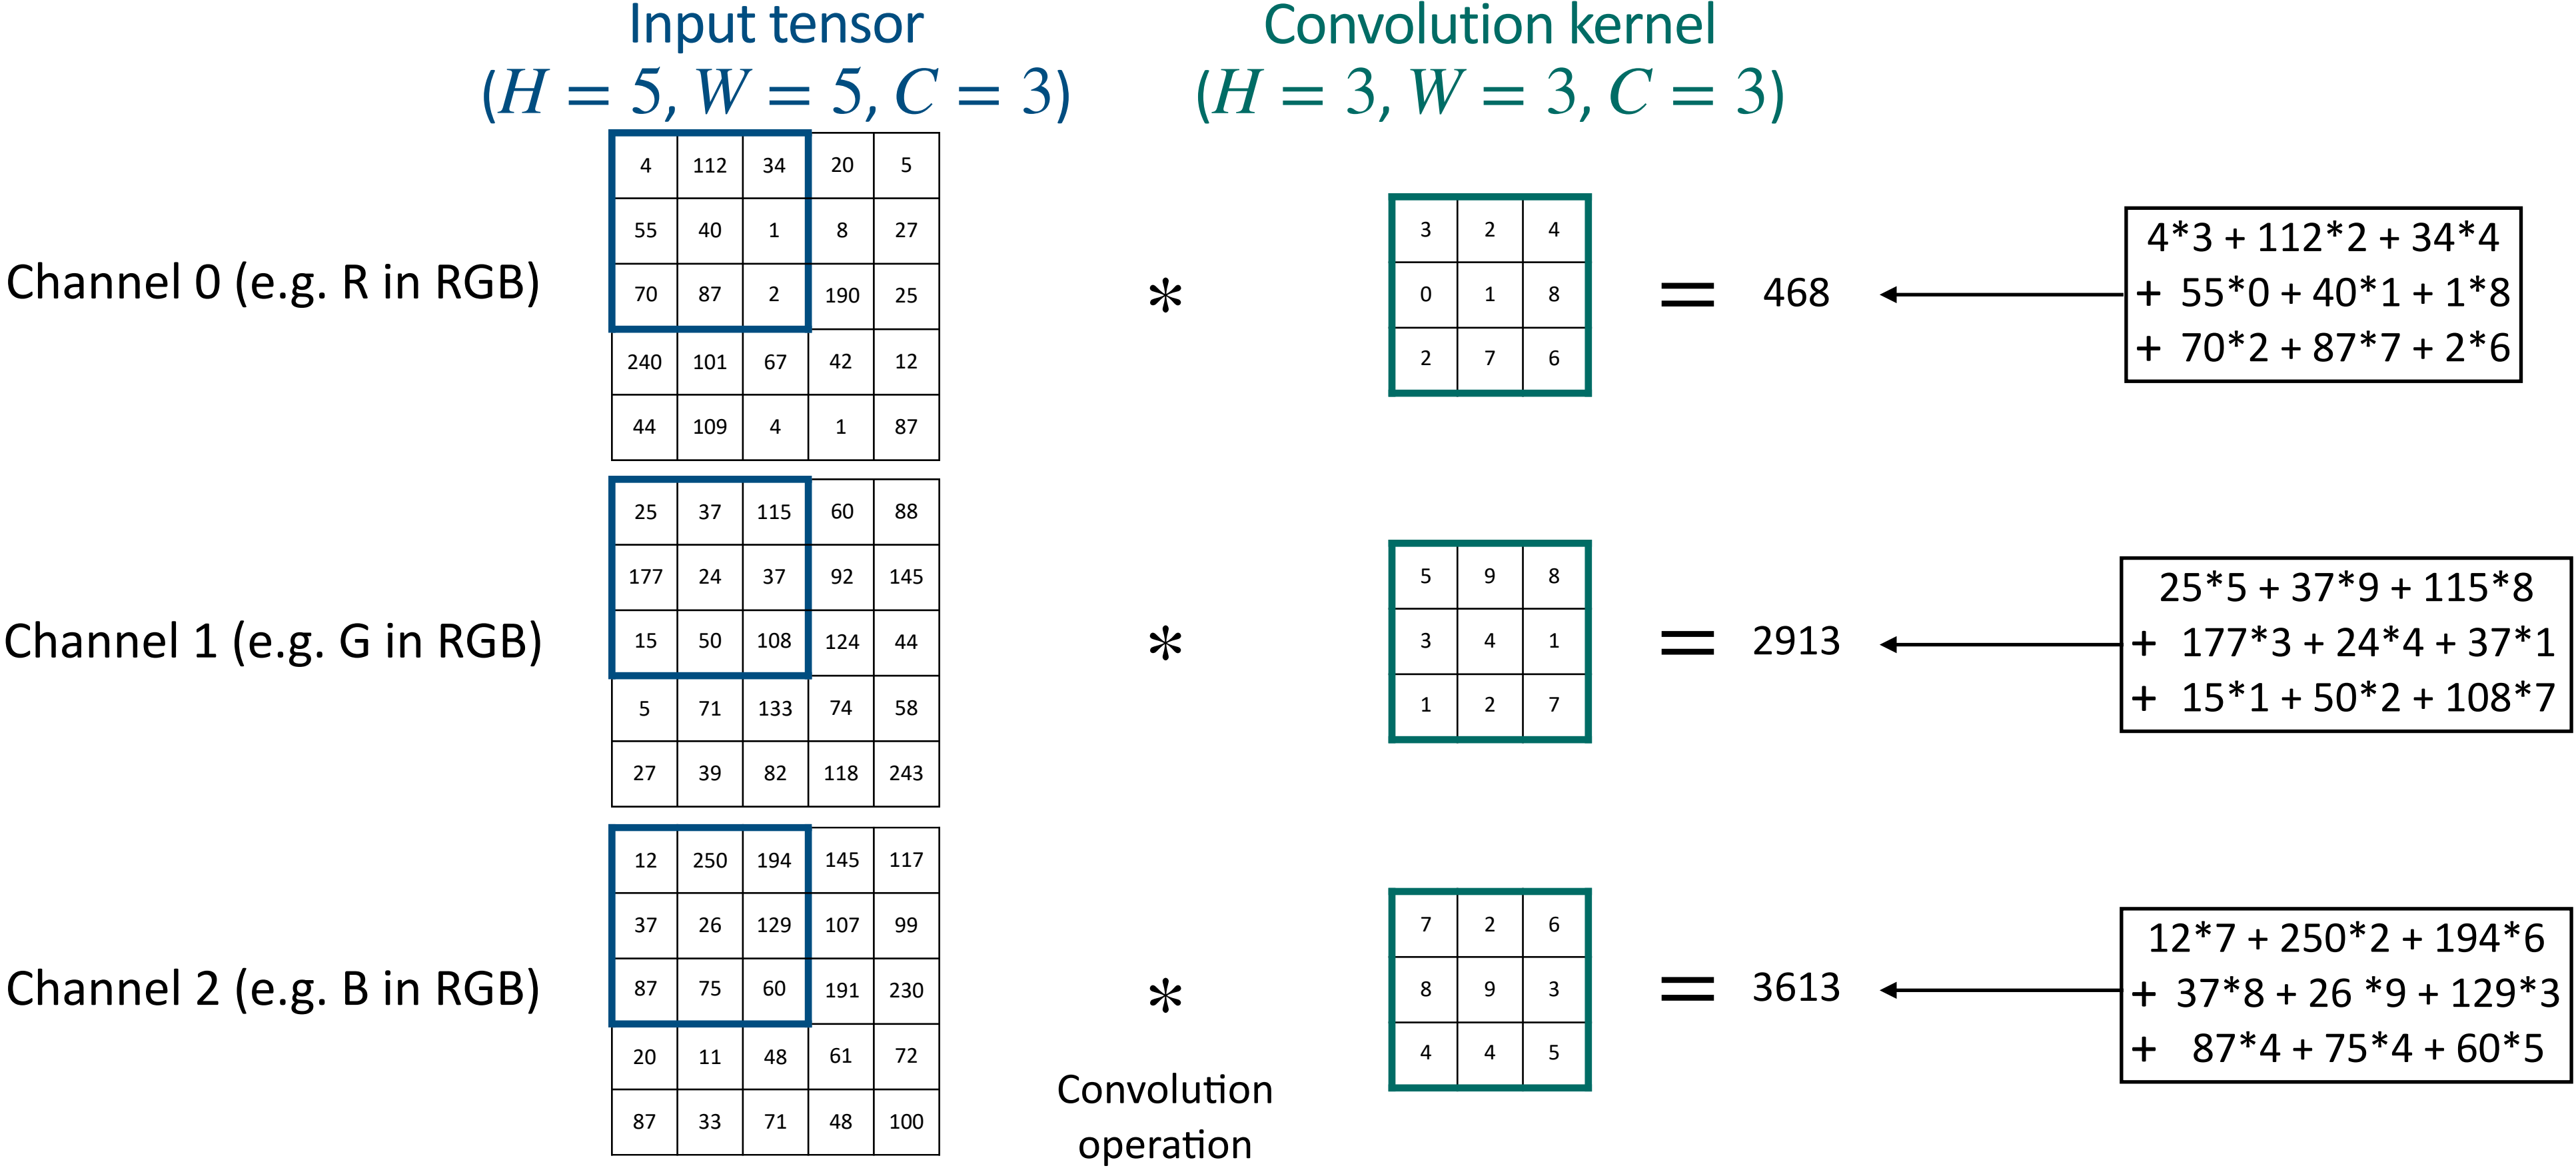 Input tensor
(H = 5, W = 5, C = 3)
Convolution kernel
(H = 3, W = 3, C = 3)
Channel 0 (e.g. R in RGB)
4 112 34 20 5
55 40 1 8 27
70 87 2 190 25
240 101 67 42 12
44 109 4 1 87
*
3 2 4
0 1 8
2 7 6
= 468
4*3 + 112*2 + 34*4
+ 55*0 + 40*1 + 1*8
+ 70*2 + 87*7 + 2*6
Channel 1 (e.g. G in RGB)
25 37 115 60 88
177 24 37 92 145
15 50 108 124 44
5 71 133 74 58
27 39 82 118 243
*
5 9 8
3 4 1
1 2 7
= 2913
25*5 + 37*9 + 115*8
+ 177*3 + 24*4 + 37*1
+ 15*1 + 50*2 + 108*7
Channel 2 (e.g. B in RGB)
12 250 194 145 117
37 26 129 107 99
87 75 60 191 230
20 11 48 61 72
87 33 71 48 100
*
Convolution
operation
7 2 6
8 9 3
4 4 5
= 3613
12*7 + 250*2 + 194*6
+ 37*8 + 26 *9 + 129*3
+ 87*4 + 75*4 + 60*5